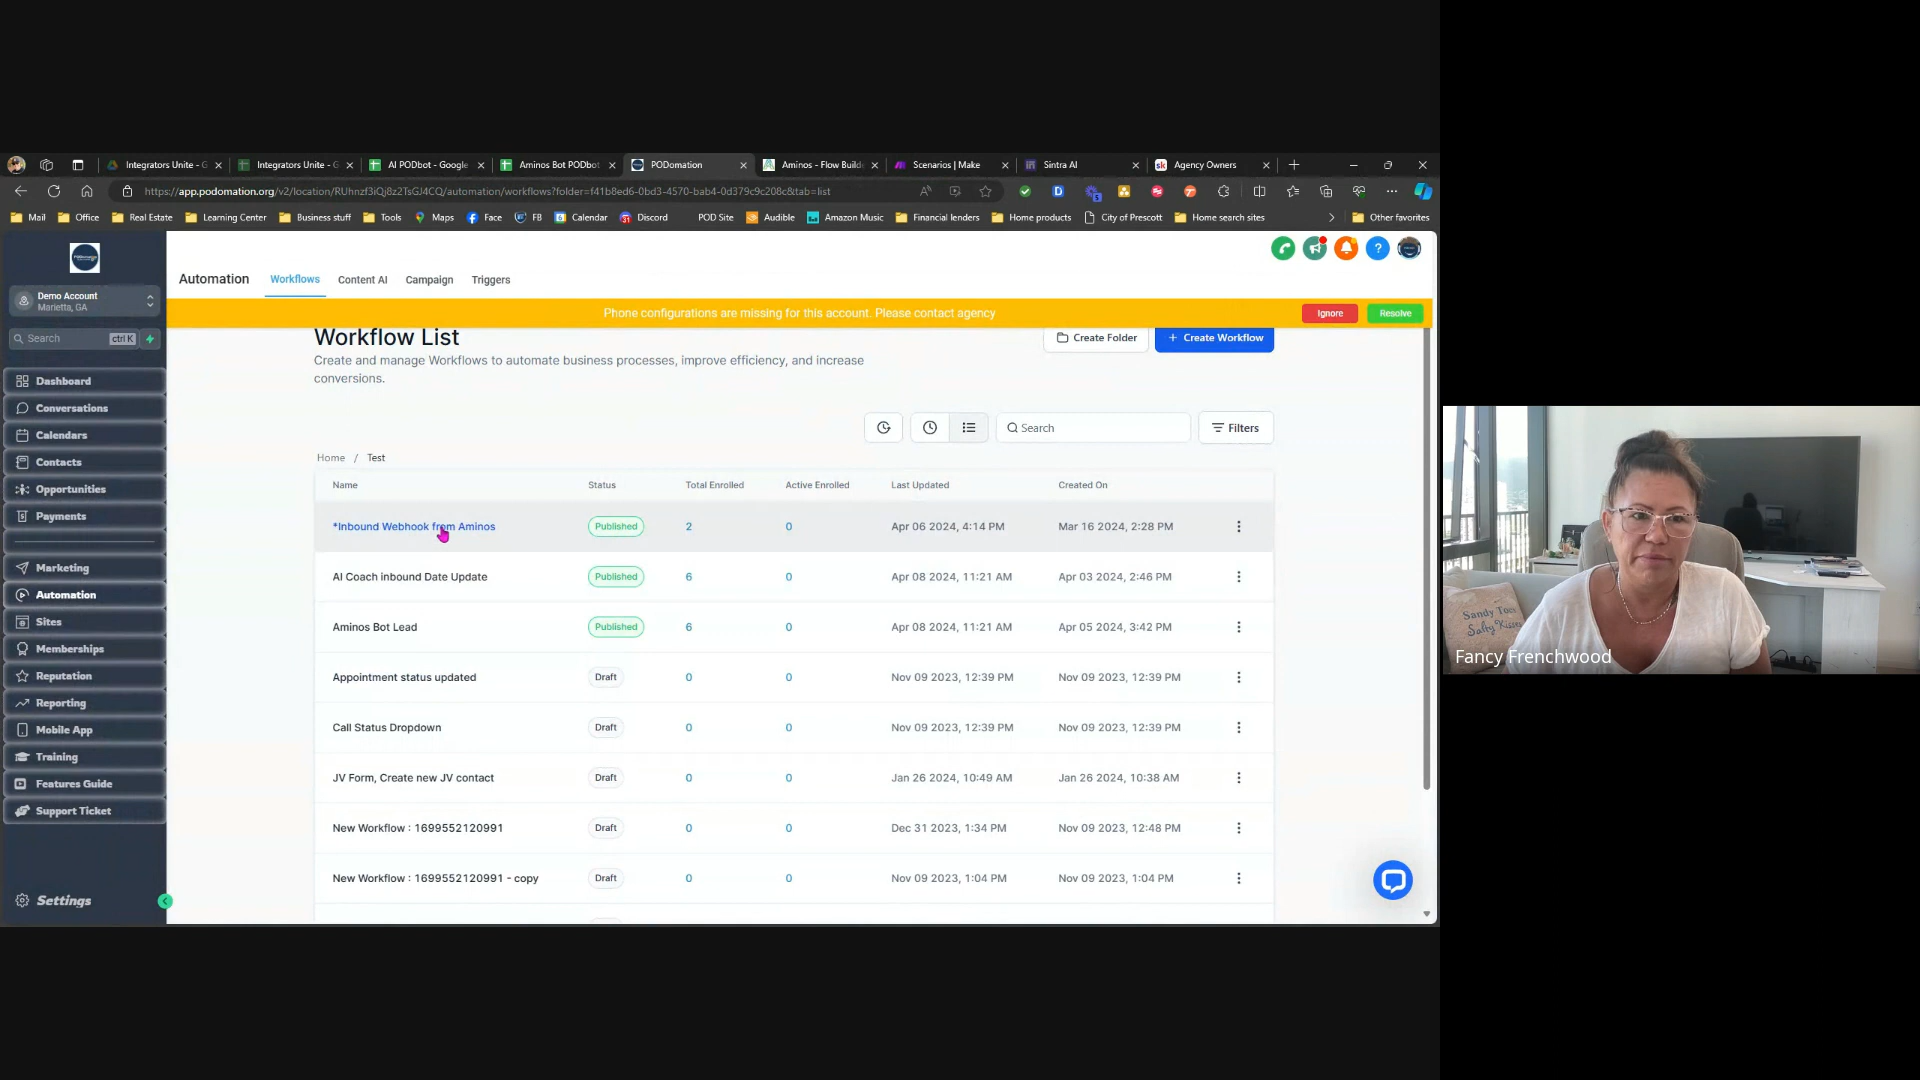 Integrators Unite - G
Integrators Unite - G
AI PODbot - Google
Aminos Bot PODbot
PODomation
Aminos - Flow Build
Scenarios | Make
Sintra AI
Agency Owners
https://app.podomation.org/v2/location/RUhnzf3iQj8z2TsGJ4CQ/automation/workflows?folder=f41b8ed6-0bd3-4570-bab4-0d379c9c208c8&tab=list
Mail
Office
Real Estate
Learning Center
Business stuff
Tools
Maps
Face
FB
Calendar
Discord
POD Site
Audible
Amazon Music
Financial lenders
Home products
City of Prescott
Home search sites
Other favorites
Demo Account
Marietta, GA
Search
ctrl K
Dashboard
Conversations
Calendars
Contacts
Opportunities
Payments
Marketing
Automation
Sites
Memberships
Reputation
Reporting
Mobile App
Training
Features Guide
Support Ticket
Settings
Automation
Workflows
Content AI
Campaign
Triggers
Phone configurations are missing for this account. Please contact agency
Ignore
Resolve
Workflow List
Create and manage Workflows to automate business processes, improve efficiency, and increase
conversions.
Create Folder
+ Create Workflow
Search
Filters
Home / Test
Name Status Total Enrolled Active Enrolled Last Updated Created On
*Inbound Webhook from Aminos Published 2 0 Apr 06 2024, 4:14 PM Mar 16 2024, 2:28 PM
AI Coach inbound Date Update Published 6 0 Apr 08 2024, 11:21 AM Apr 03 2024, 2:46 PM
Aminos Bot Lead Published 6 0 Apr 08 2024, 11:21 AM Apr 05 2024, 3:42 PM
Appointment status updated Draft 0 0 Nov 09 2023, 12:39 PM Nov 09 2023, 12:39 PM
Call Status Dropdown Draft 0 0 Nov 09 2023, 12:39 PM Nov 09 2023, 12:39 PM
JV Form, Create new JV contact Draft 0 0 Jan 26 2024, 10:49 AM Jan 26 2024, 10:38 AM
New Workflow : 1699552120991 Draft 0 0 Dec 31 2023, 1:34 PM Nov 09 2023, 12:48 PM
New Workflow : 1699552120991 - copy Draft 0 0 Nov 09 2023, 1:04 PM Nov 09 2023, 1:04 PM
Sandy Toes
Salty Kisses
Fancy Frenchwood